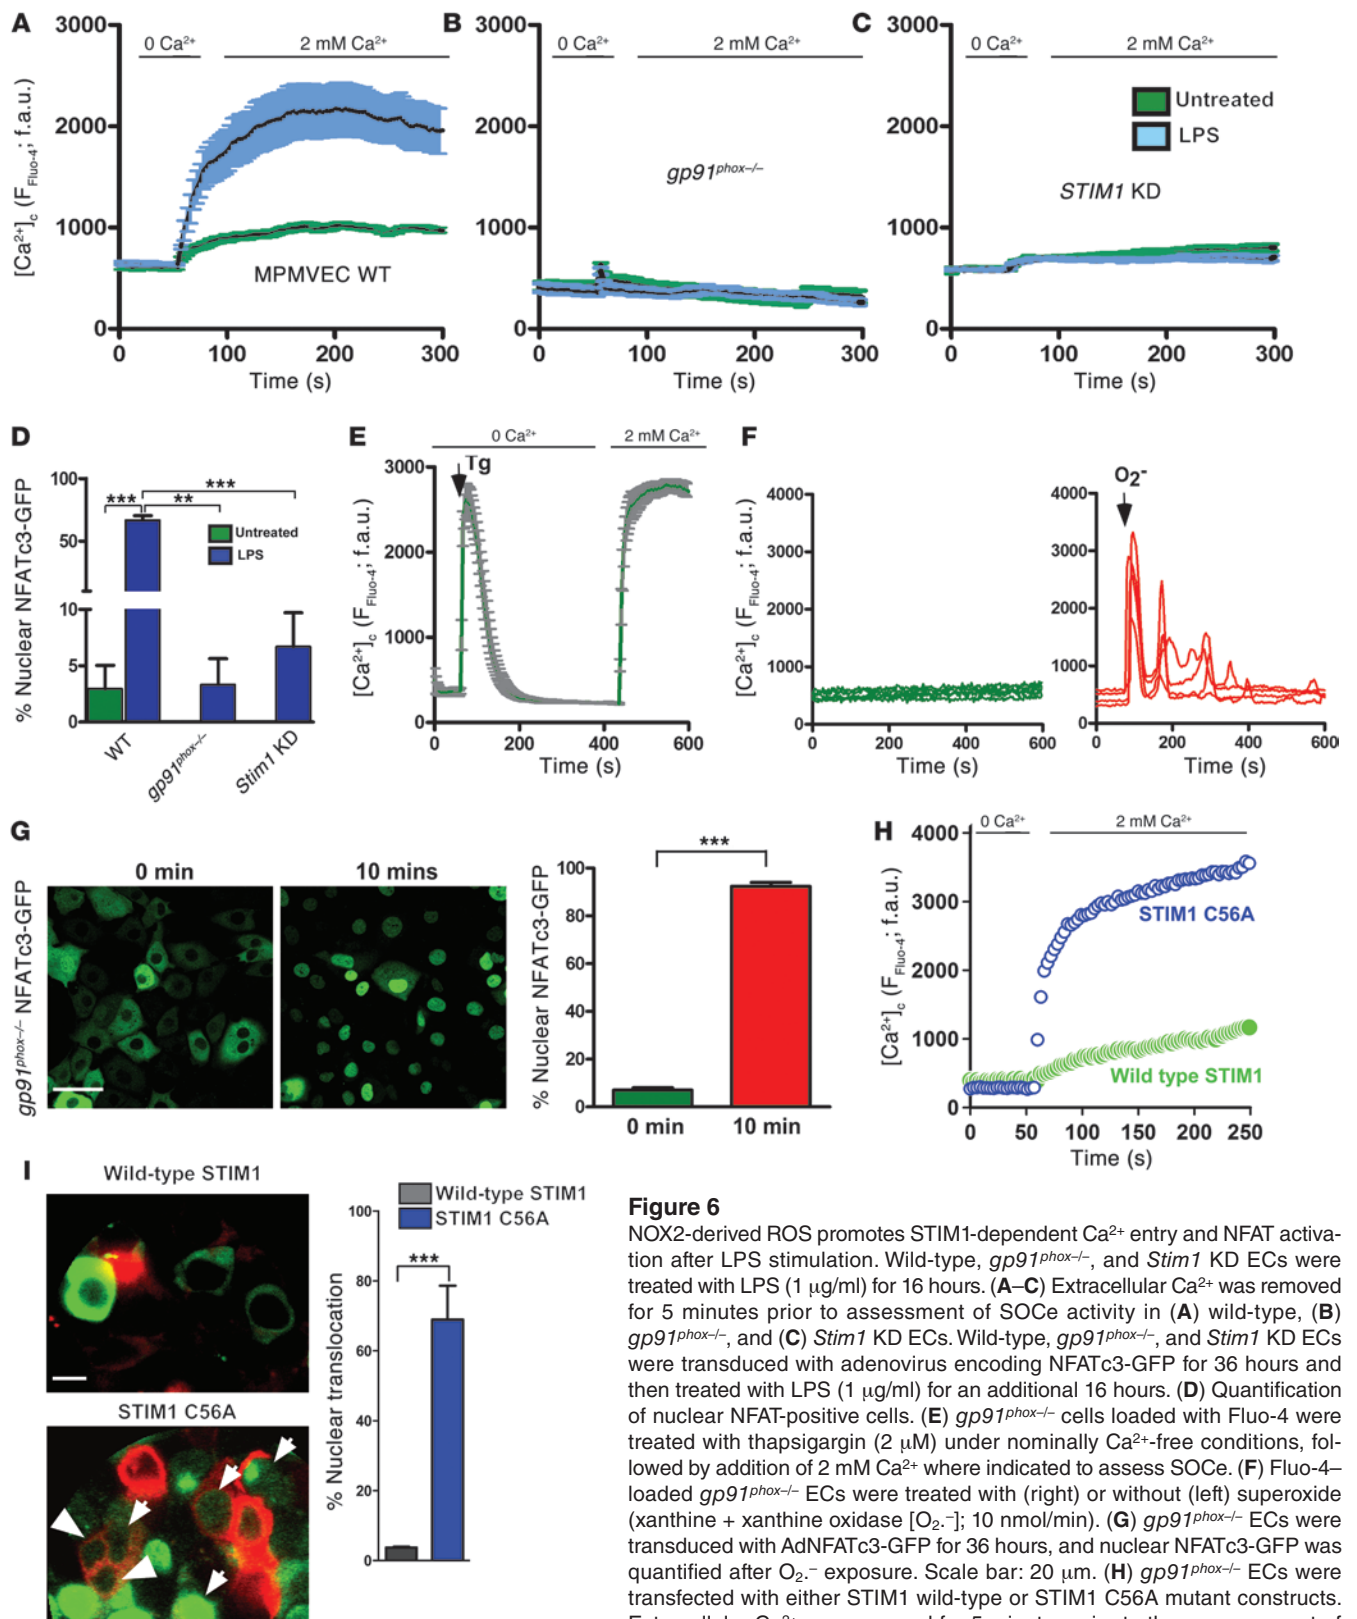 A
3000
2000
1000
0
[Ca²⁺]c (F Fluo-4; f.a.u.)
0 Ca²⁺
2 mM Ca²⁺
MPMVEC WT
0 100 200 300
Time (s)
B
3000
2000
1000
0
0 Ca²⁺
2 mM Ca²⁺
gp91phox–/–
0 100 200 300
Time (s)
C
3000
2000
1000
0
0 Ca²⁺
2 mM Ca²⁺
Untreated
LPS
STIM1 KD
0 100 200 300
Time (s)
D
% Nuclear NFATc3-GFP
100
50
10
5
0
*** ** ***
Untreated
LPS
WT
gp91phox–/–
Stim1 KD
E
0 Ca²⁺
2 mM Ca²⁺
Tg
[Ca²⁺]c (F Fluo-4; f.a.u.)
3000
2000
1000
0
0 200 400 600
Time (s)
F
[Ca²⁺]c (F Fluo-4; f.a.u.)
4000
3000
2000
1000
0
0 200 400 600
Time (s)
O2-
4000
3000
2000
1000
0
0 200 400 600
Time (s)
G
gp91phox–/– NFATc3-GFP
0 min
10 mins
% Nuclear NFATc3-GFP
100
80
60
40
20
0
***
0 min 10 min
H
[Ca²⁺]c (F Fluo-4; f.a.u.)
4000
3000
2000
1000
0
0 Ca²⁺
2 mM Ca²⁺
STIM1 C56A
Wild type STIM1
0 50 100 150 200 250
Time (s)
I
Wild-type STIM1
STIM1 C56A
% Nuclear translocation
100
80
60
40
20
0
Wild-type STIM1
STIM1 C56A
***
Figure 6
NOX2-derived ROS promotes STIM1-dependent Ca²⁺ entry and NFAT activa-
tion after LPS stimulation. Wild-type, gp91phox–/–, and Stim1 KD ECs were
treated with LPS (1 μg/ml) for 16 hours. (A–C) Extracellular Ca²⁺ was removed
for 5 minutes prior to assessment of SOCe activity in (A) wild-type, (B)
gp91phox–/–, and (C) Stim1 KD ECs. Wild-type, gp91phox–/–, and Stim1 KD ECs
were transduced with adenovirus encoding NFATc3-GFP for 36 hours and
then treated with LPS (1 μg/ml) for an additional 16 hours. (D) Quantification
of nuclear NFAT-positive cells. (E) gp91phox–/– cells loaded with Fluo-4 were
treated with thapsigargin (2 μM) under nominally Ca²⁺-free conditions, fol-
lowed by addition of 2 mM Ca²⁺ where indicated to assess SOCe. (F) Fluo-4–
loaded gp91phox–/– ECs were treated with (right) or without (left) superoxide
(xanthine + xanthine oxidase [O2.–]; 10 nmol/min). (G) gp91phox–/– ECs were
transduced with AdNFATc3-GFP for 36 hours, and nuclear NFATc3-GFP was
quantified after O2.– exposure. Scale bar: 20 μm. (H) gp91phox–/– ECs were
transfected with either STIM1 wild-type or STIM1 C56A mutant constructs.